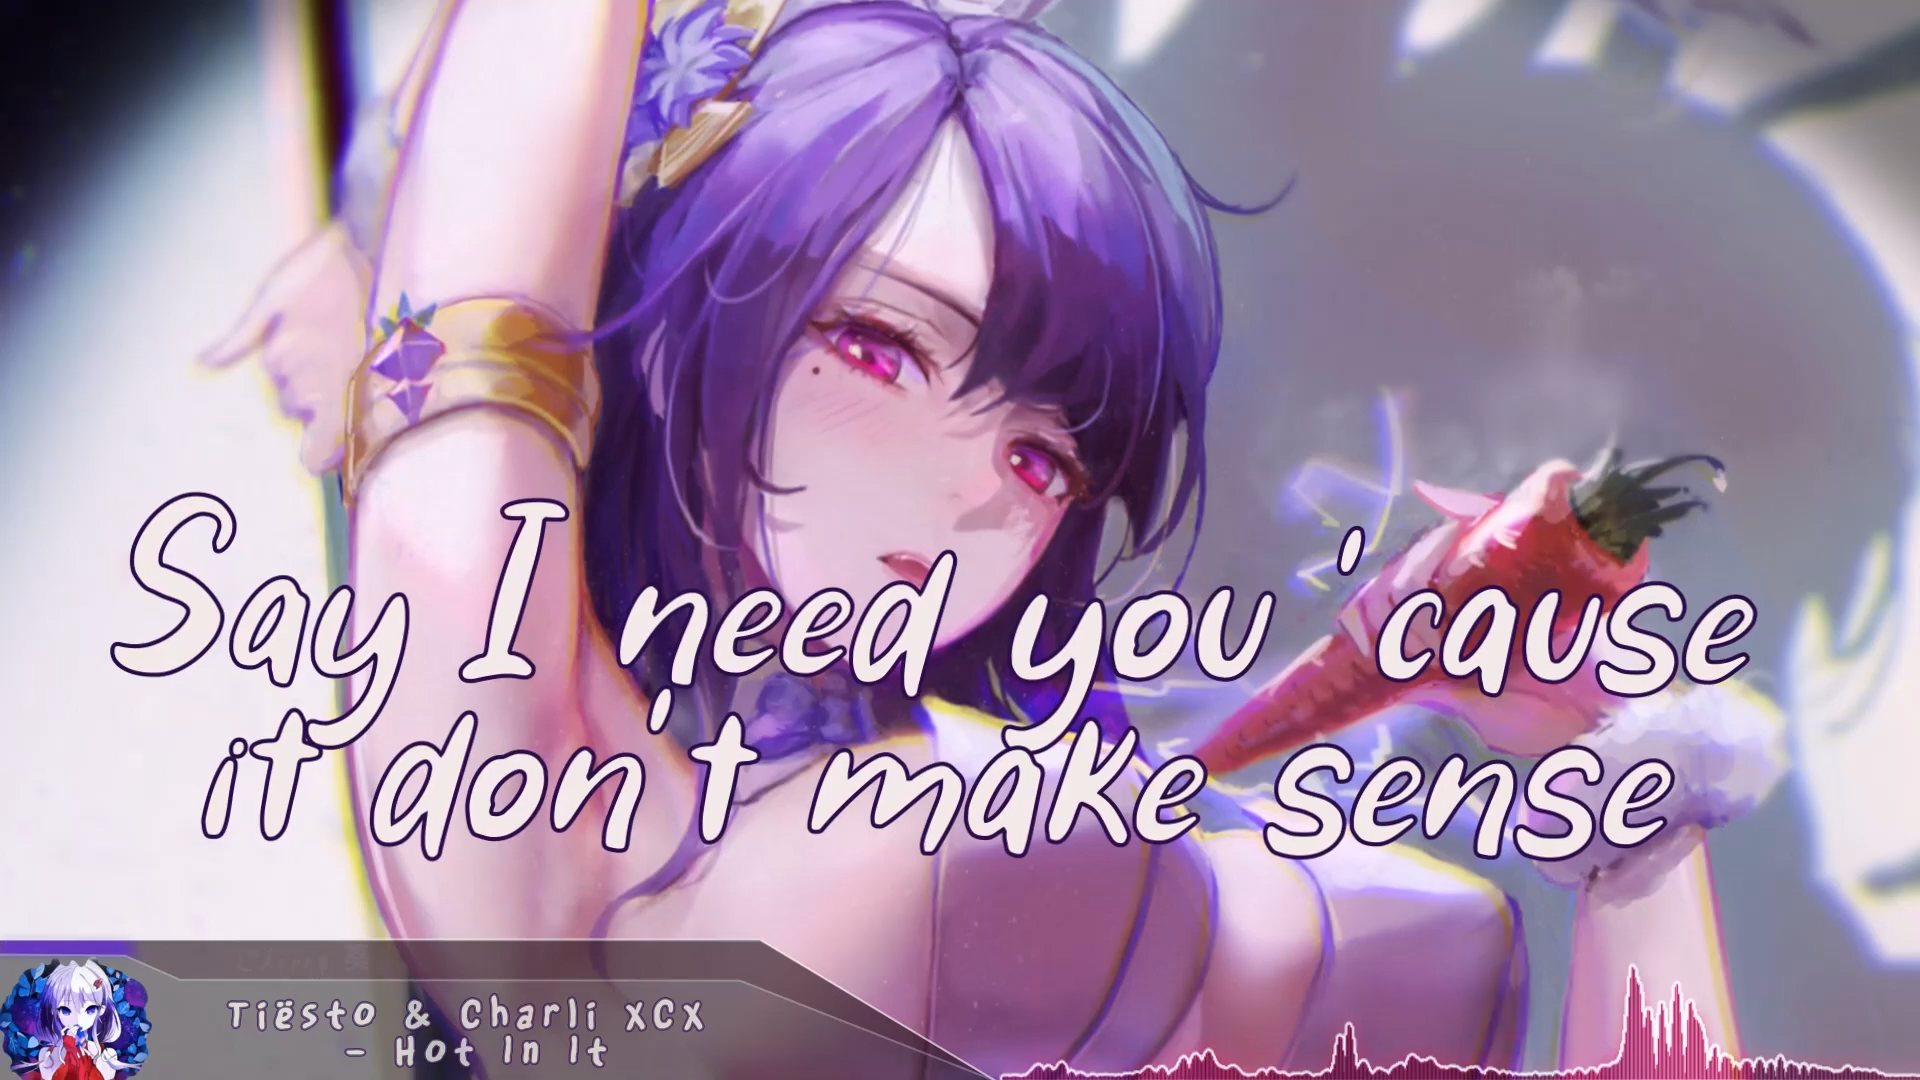 Say I need you 'cause
it don't make sense
Tiësto & Charli XCX
- Hot In It